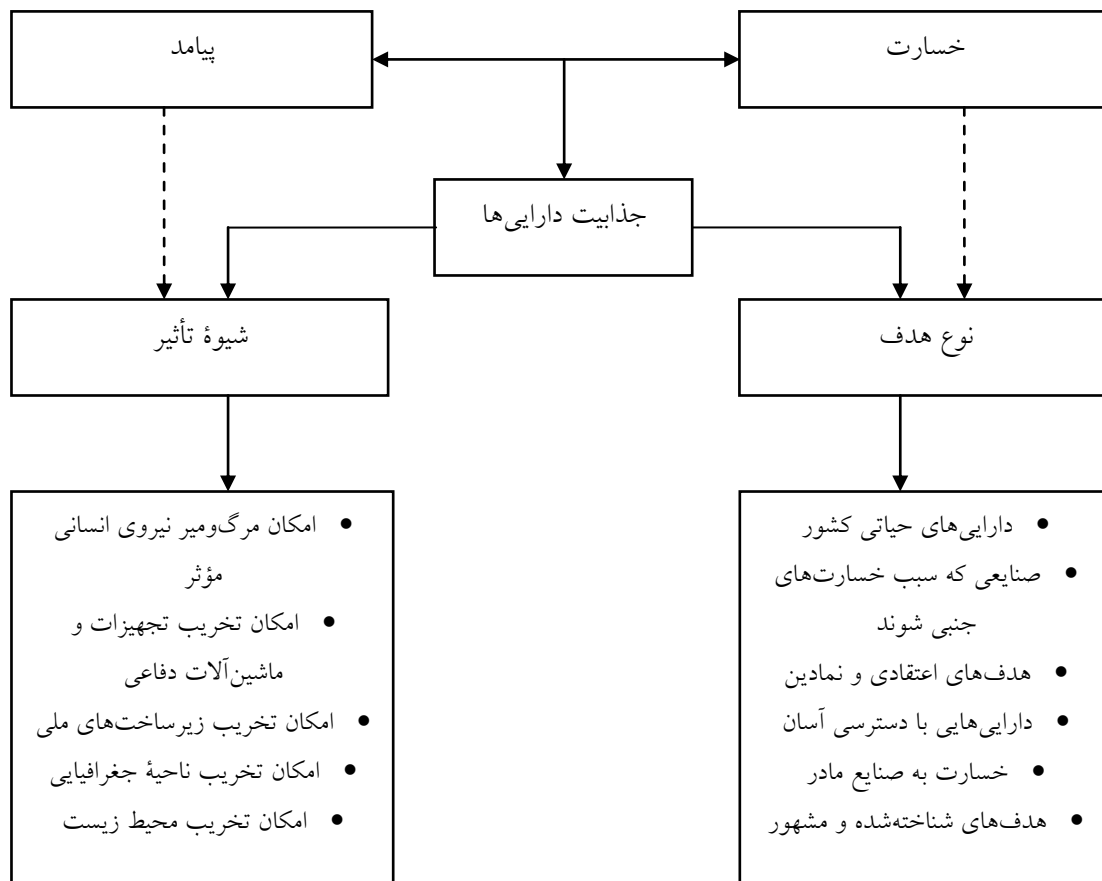 خسارت
پیامد
جذابیت دارایی‌ها
نوع هدف
شیوۀ تأثیر
• دارایی‌های حیاتی کشور
• صنایعی که سبب خسارت‌های
جنبی شوند
• هدف‌های اعتقادی و نمادین
• دارایی‌هایی با دسترسی آسان
• خسارت به صنایع مادر
• هدف‌های شناخته‌شده و مشهور
• امکان مرگ‌ومیر نیروی انسانی
مؤثر
• امکان تخریب تجهیزات و
ماشین‌آلات دفاعی
• امکان تخریب زیرساخت‌های ملی
• امکان تخریب ناحیۀ جغرافیایی
• امکان تخریب محیط زیست